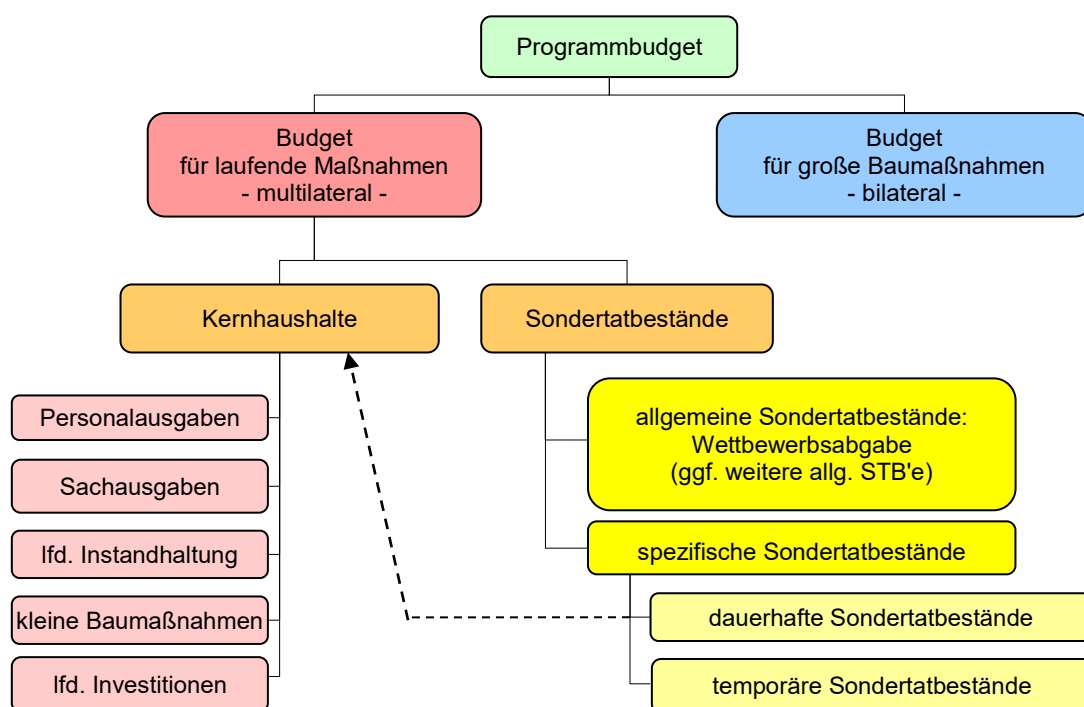 Programmbudget
Budget
für laufende Maßnahmen
- multilateral -
Budget
für große Baumaßnahmen
- bilateral -
Kernhaushalte
Sondertatbestände
Personalausgaben
Sachausgaben
lfd. Instandhaltung
kleine Baumaßnahmen
lfd. Investitionen
allgemeine Sondertatbestände:
Wettbewerbsabgabe
(ggf. weitere allg. STB'e)
spezifische Sondertatbestände
dauerhafte Sondertatbestände
temporäre Sondertatbestände